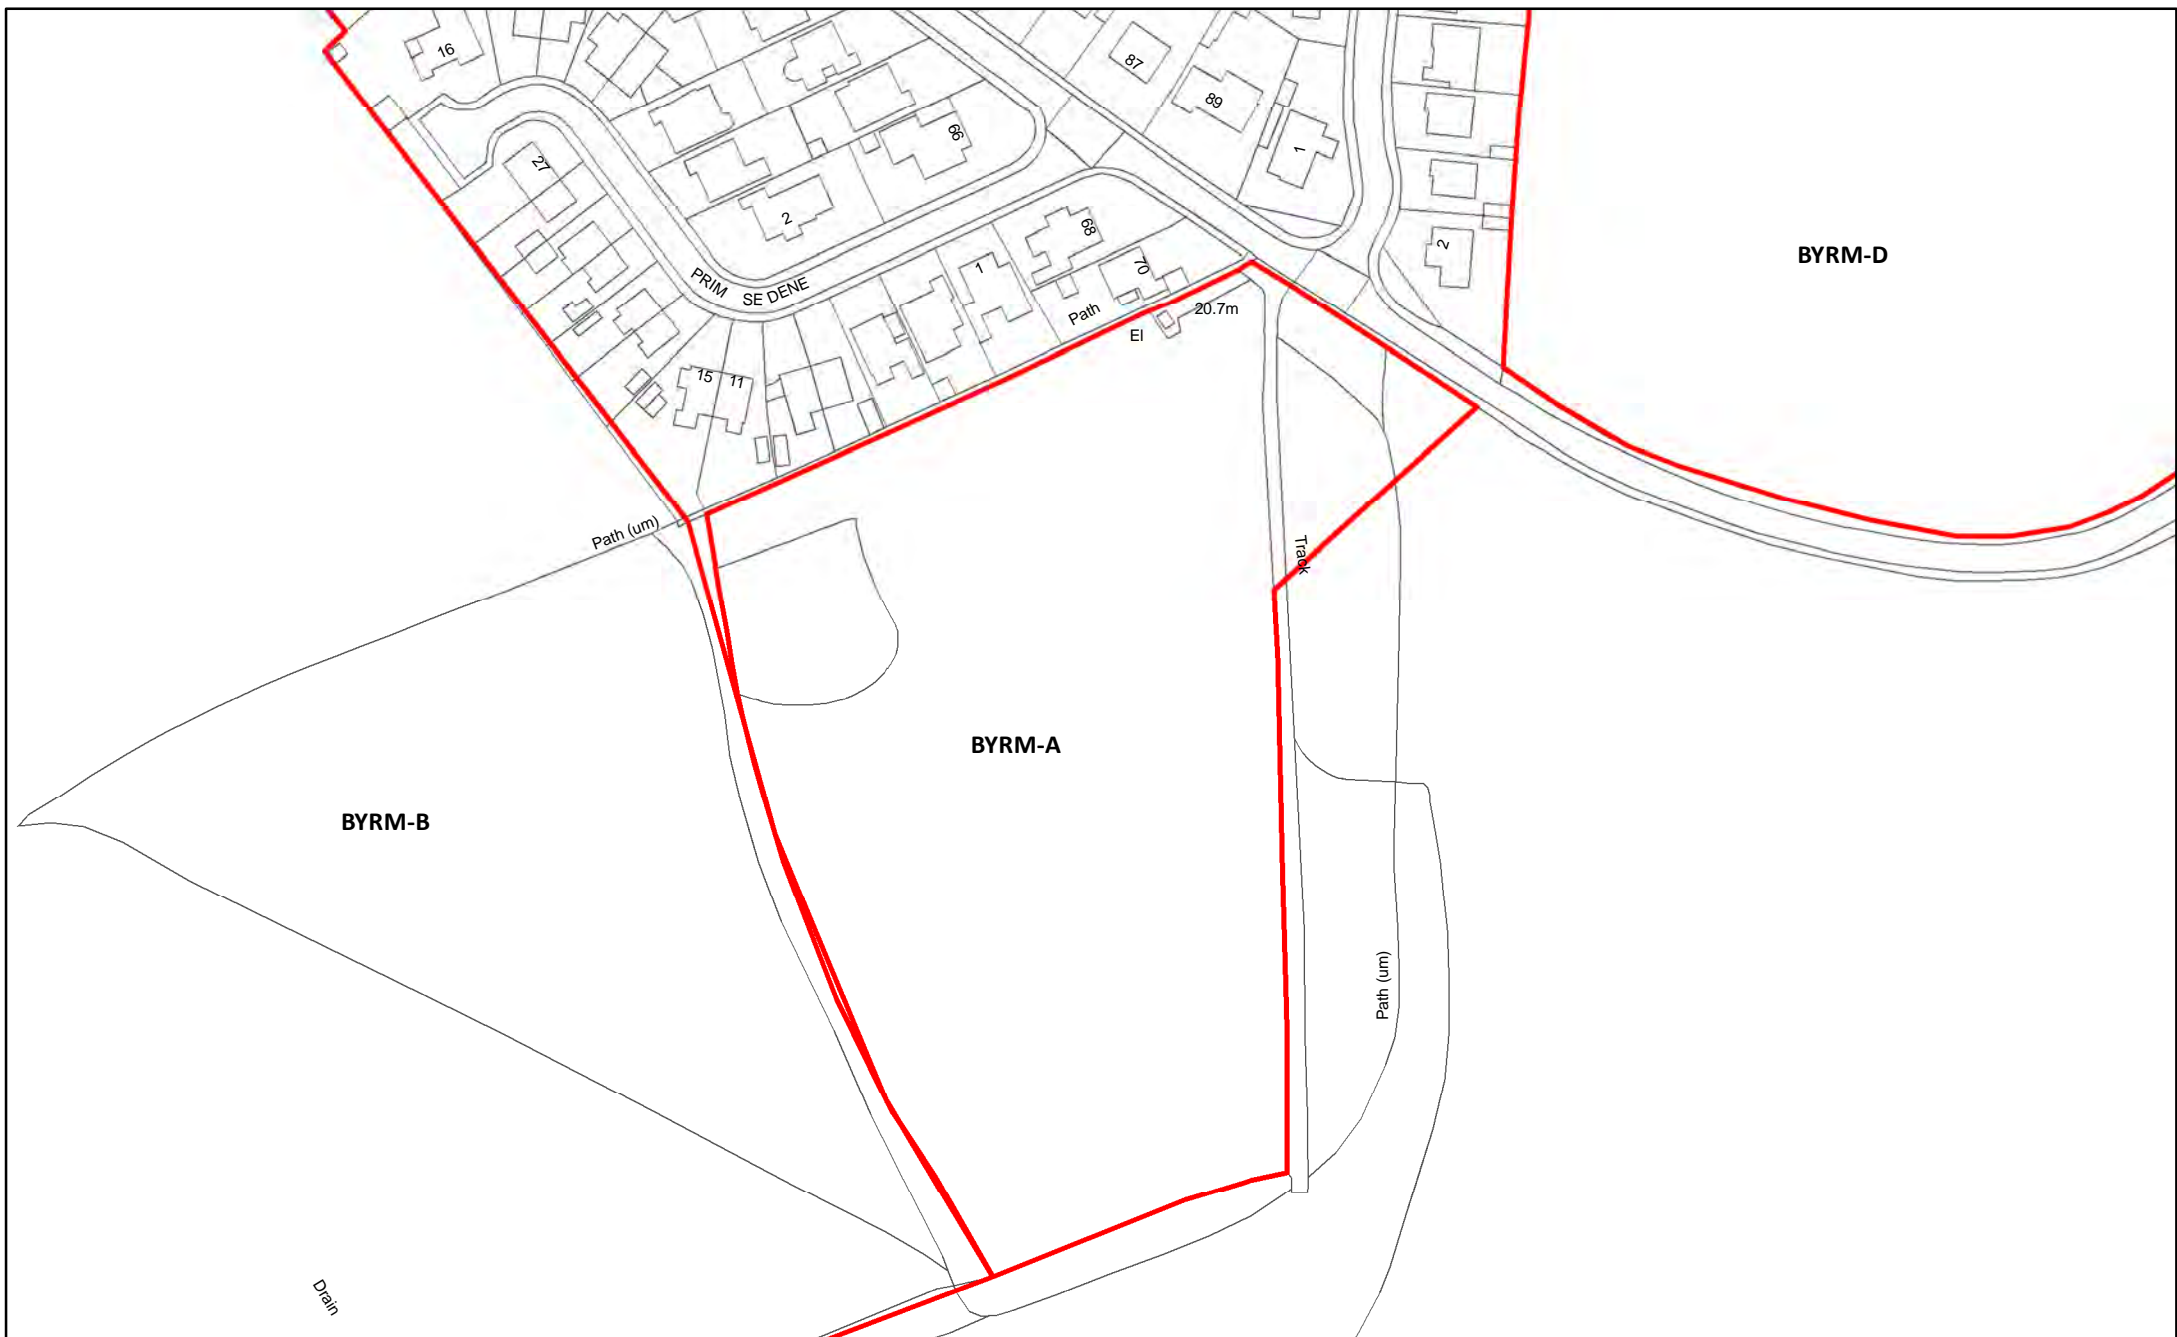 16
87
89
66
1
27
2
2
BYRM-D
68
70
1
PRIM SE DENE
20.7m
Path
El
15
11
Path (um)
Track
BYRM-A
BYRM-B
Path (um)
Drain